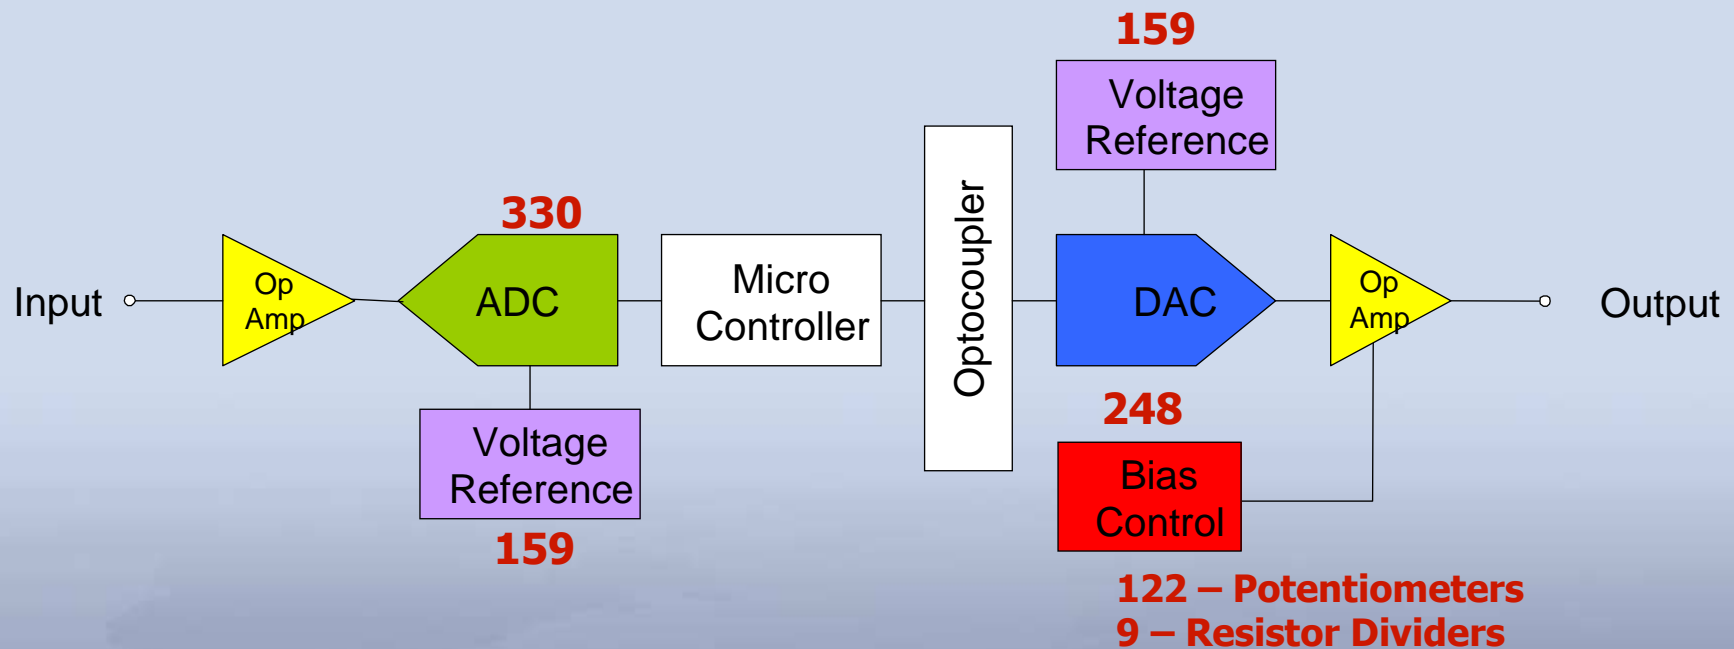 159
Voltage
Reference
330
Input
Op
Amp
ADC
Micro
Controller
Optocoupler
DAC
Op
Amp
Output
Voltage
Reference
159
248
Bias
Control
122 – Potentiometers
9 – Resistor Dividers